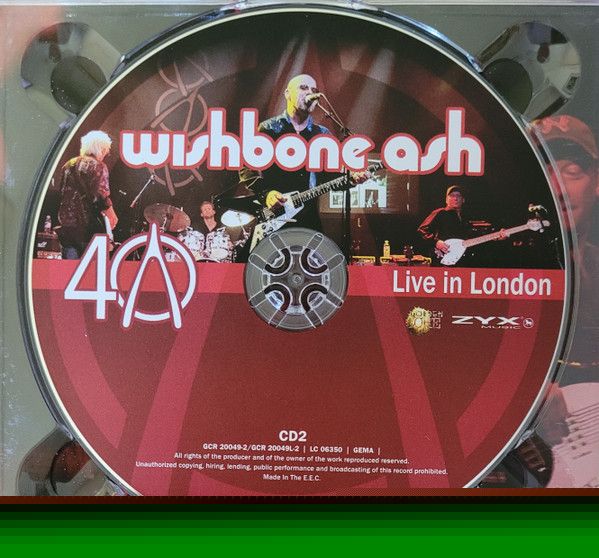 wishbone ash
40
Live in London
GOLDEN CORE ZYX MUSIC
CD2
GCR 20049-2/GCR 20049L-2 | LC 06350 | GEMA |
All rights of the producer and of the owner of the work reproduced reserved.
Unauthorized copying, hiring, lending, public performance and broadcasting of this record prohibited.
Made In The E.E.C.